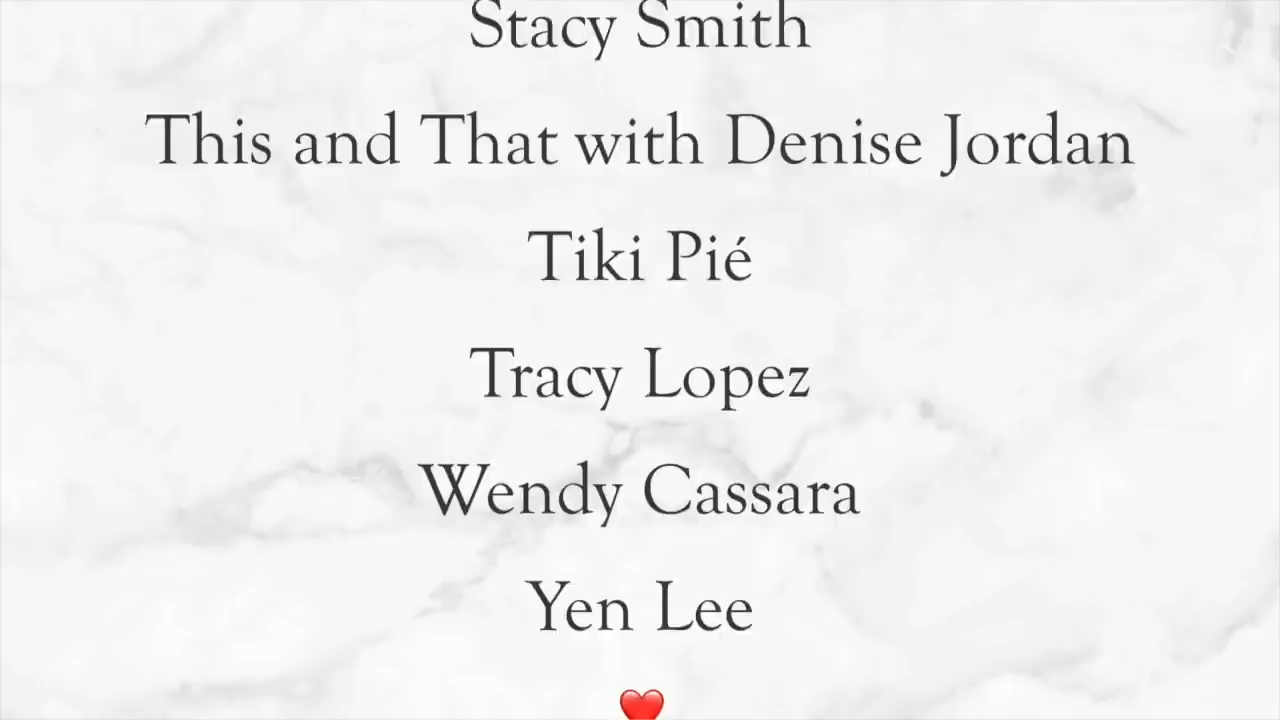 Stacy Smith
This and That with Denise Jordan
Tiki Pié
Tracy Lopez
Wendy Cassara
Yen Lee